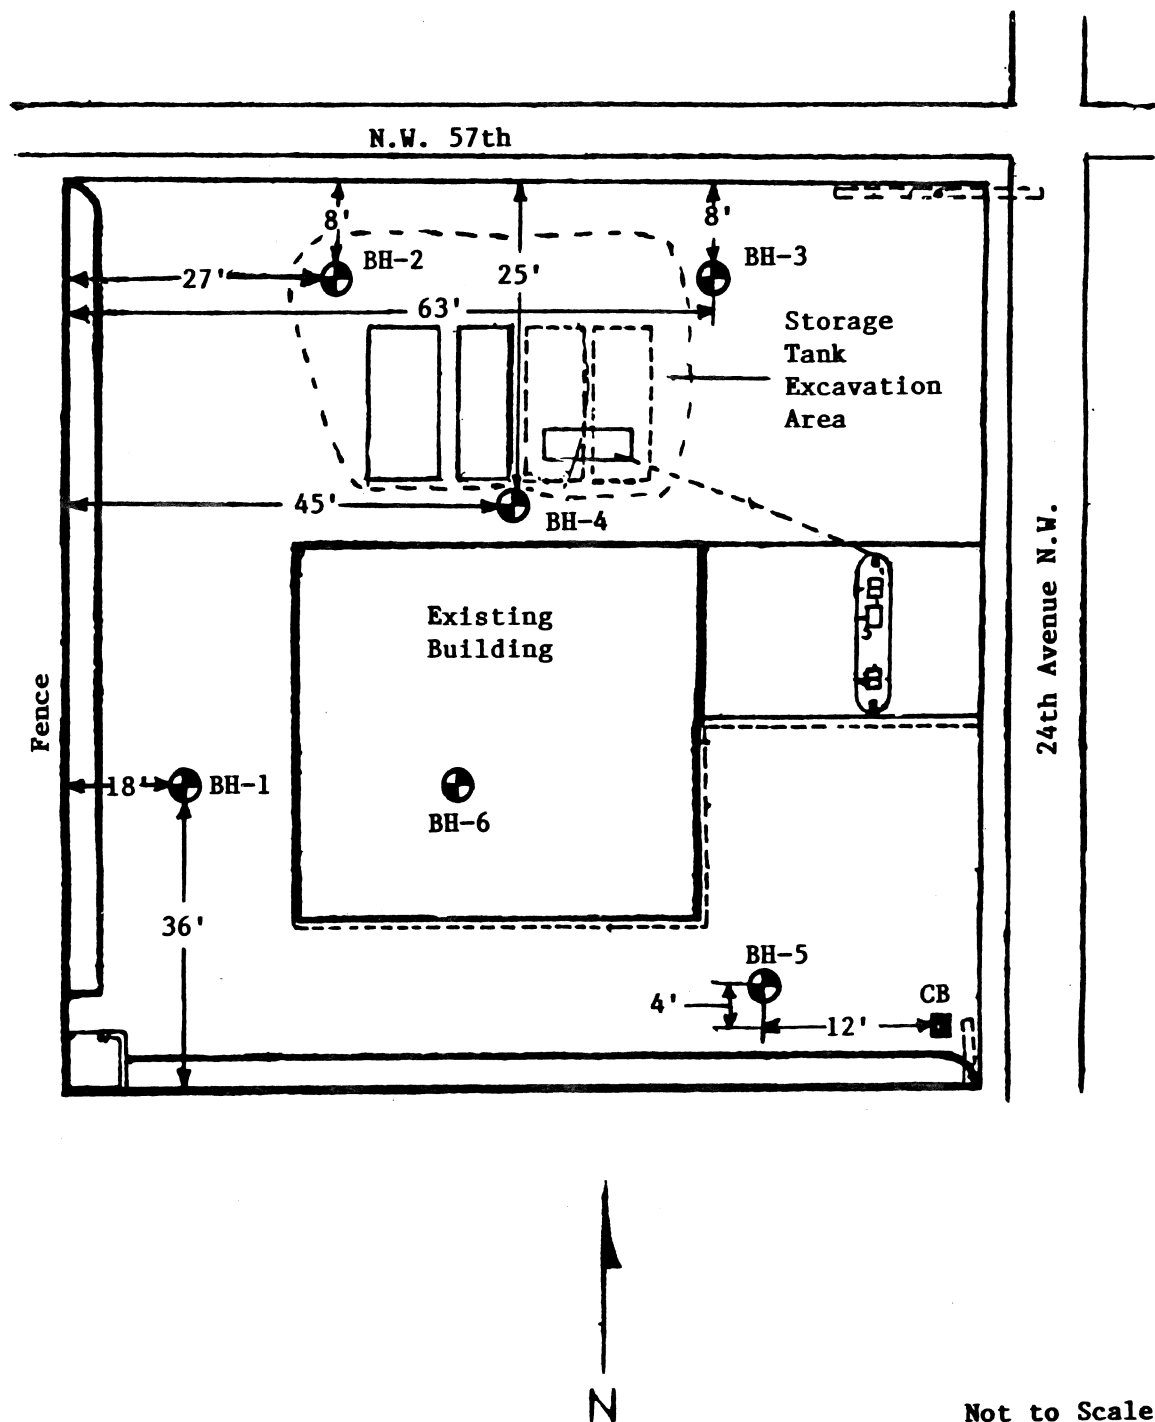 N.W. 57th
8'
8'
BH-2
BH-3
27'
25'
63'
Storage
Tank
Excavation
Area
45'
BH-4
Existing
Building
24th Avenue N.W.
Fence
18'
BH-1
BH-6
36'
BH-5
4'
CB
12'
N
Not to Scale